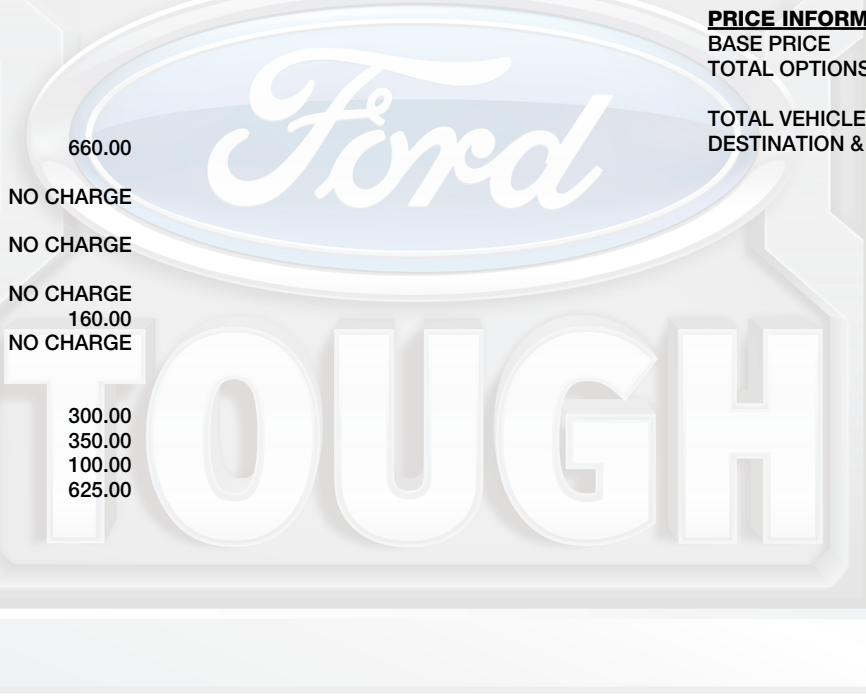 PRICE INFORM
BASE PRICE
TOTAL OPTIONS
TOTAL VEHICLE
DESTINATION &
660.00
NO CHARGE
NO CHARGE
NO CHARGE
160.00
NO CHARGE
300.00
350.00
100.00
625.00
Ford
TOUGH